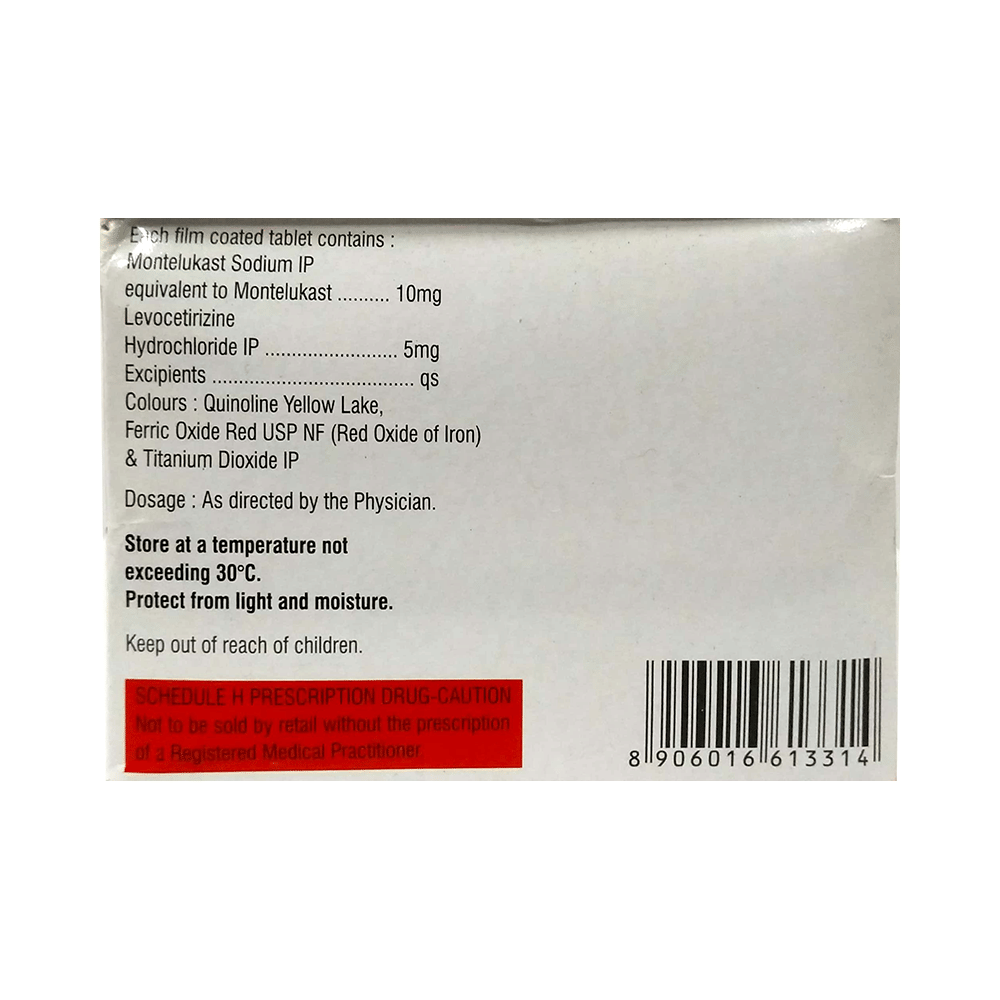 Each film coated tablet contains :
Montelukast Sodium IP
equivalent to Montelukast .......... 10mg
Levocetirizine
Hydrochloride IP ......................... 5mg
Excipients ...................................... qs
Colours : Quinoline Yellow Lake,
Ferric Oxide Red USP NF (Red Oxide of Iron)
& Titanium Dioxide IP
Dosage : As directed by the Physician.
Store at a temperature not
exceeding 30°C.
Protect from light and moisture.
Keep out of reach of children.
SCHEDULE H PRESCRIPTION DRUG-CAUTION
Not to be sold by retail without the prescription
of a Registered Medical Practitioner
8 906016 613314